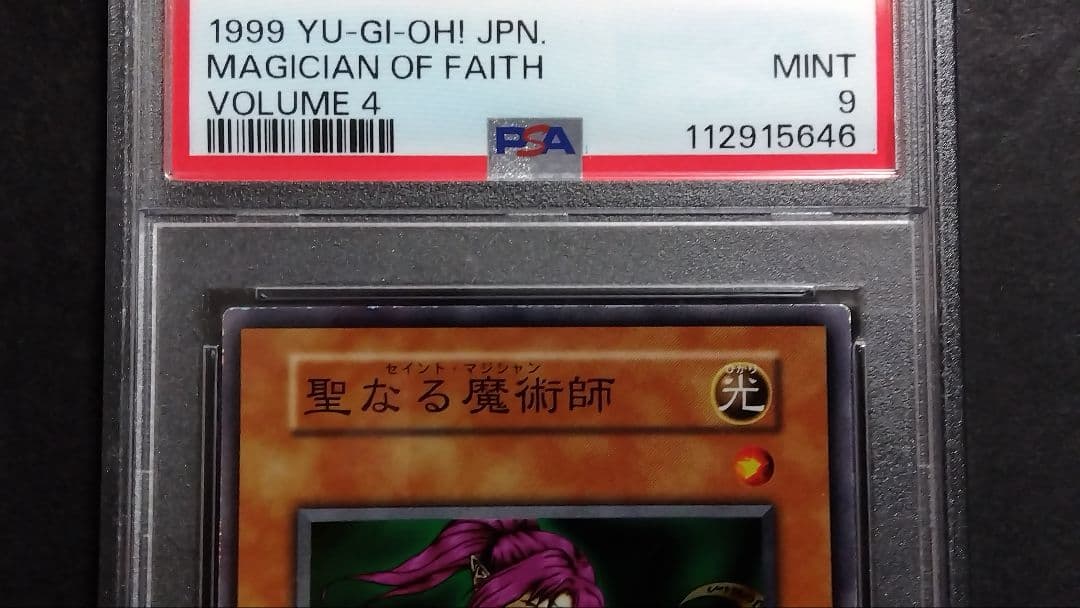 1999 YU-GI-OH! JPN.
MAGICIAN OF FAITH
MINT
VOLUME 4
9
PSA
112915646
セイント・マジシャン
聖なる魔術師
ひかり
光